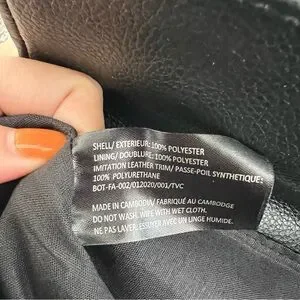 SHELL/ EXTERIEUR: 100% POLYESTER
LINING/ DOUBLURE: 100% POLYESTER
IMITATION LEATHER TRIM/ PASSE-POIL SYNTHETIQUE:
100% POLYURETHANE
BOT-FA-002/012020/001/TVC
MADE IN CAMBODIA/ FABRIQUÉ AU CAMBODGE
DO NOT WASH. WIPE WITH WET CLOTH.
NE PAS LAVER. ESSUYER AVEC UN LINGE HUMIDE.